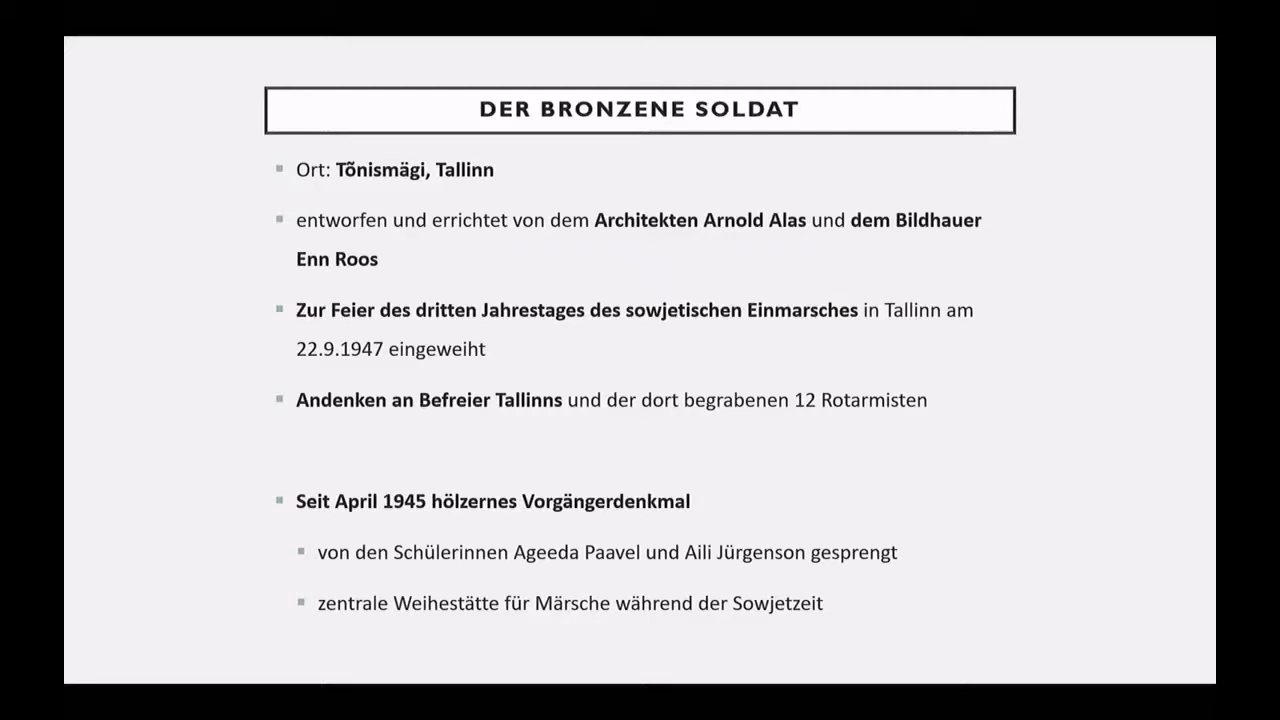 DER BRONZENE SOLDAT
Ort: Tõnismägi, Tallinn
entworfen und errichtet von dem Architekten Arnold Alas und dem Bildhauer
Enn Roos
Zur Feier des dritten Jahrestages des sowjetischen Einmarsches in Tallinn am
22.9.1947 eingeweiht
Andenken an Befreier Tallinns und der dort begrabenen 12 Rotarmisten
Seit April 1945 hölzernes Vorgängerdenkmal
von den Schülerinnen Ageeda Paavel und Aili Jürgenson gesprengt
zentrale Weihestätte für Märsche während der Sowjetzeit